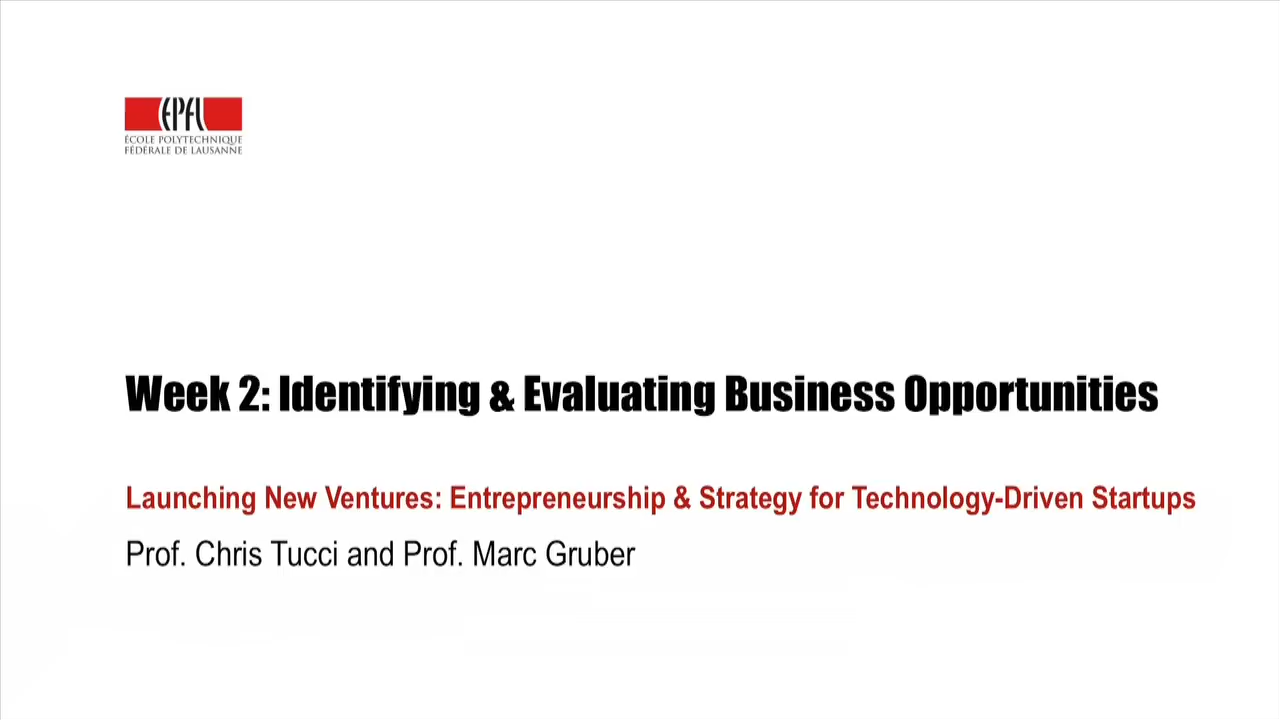 EPFL
ÉCOLE POLYTECHNIQUE
FÉDÉRALE DE LAUSANNE
Week 2: Identifying & Evaluating Business Opportunities
Launching New Ventures: Entrepreneurship & Strategy for Technology-Driven Startups
Prof. Chris Tucci and Prof. Marc Gruber